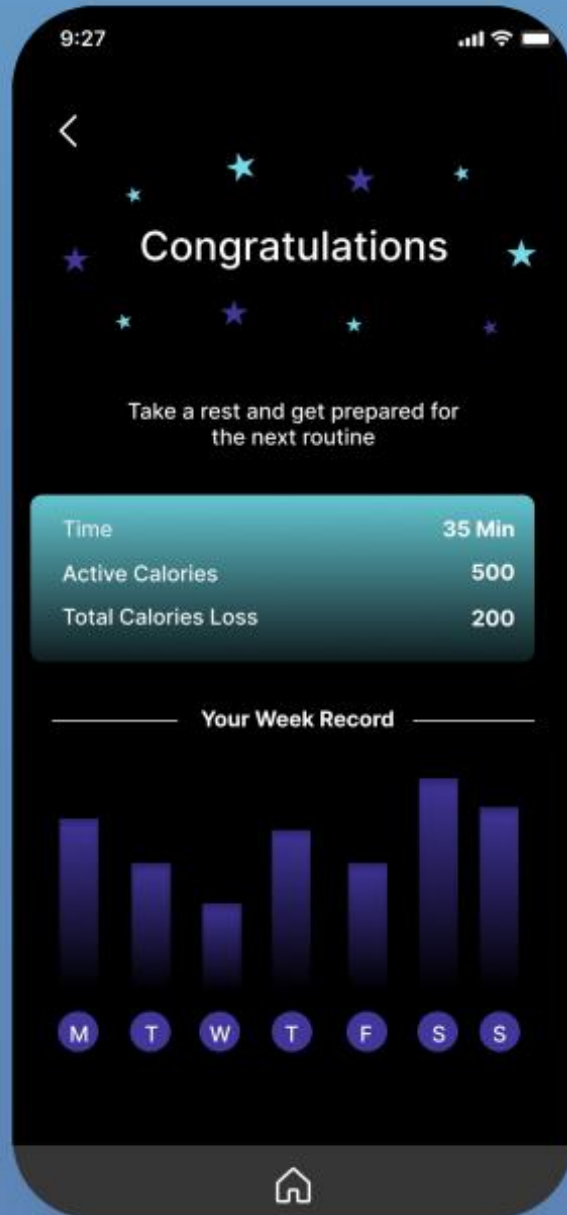 9:27
Congratulations
Take a rest and get prepared for
the next routine
Time 35 Min
Active Calories 500
Total Calories Loss 200
Your Week Record
M T W T F S S